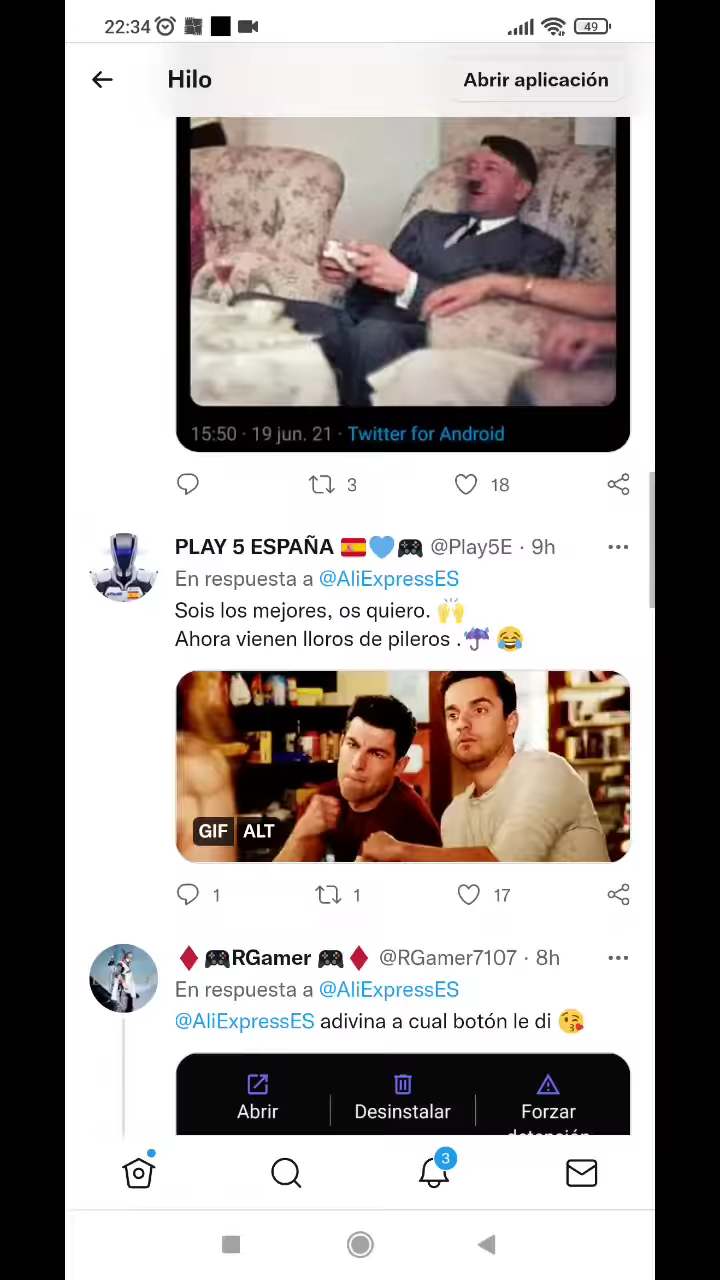 22:34
49
Hilo
Abrir aplicación
15:50 · 19 jun. 21 · Twitter for Android
3
18
PLAY 5 ESPAÑA 🇪🇸💙🎮 @Play5E · 9h
En respuesta a @AliExpressES
Sois los mejores, os quiero. 🙌
Ahora vienen lloros de pileros .☔ 😂
GIF ALT
1
1
17
♦️ 🎮RGamer 🎮 ♦️ @RGamer7107 · 8h
En respuesta a @AliExpressES
@AliExpressES adivina a cual botón le di 😘
Abrir
Desinstalar
Forzar
detención
3